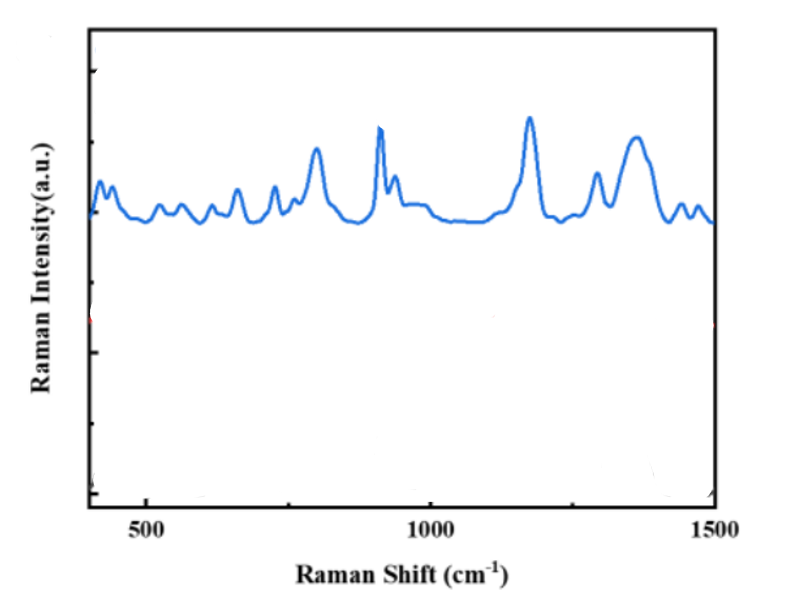 Raman Intensity(a.u.)
500 1000 1500
Raman Shift (cm⁻¹)